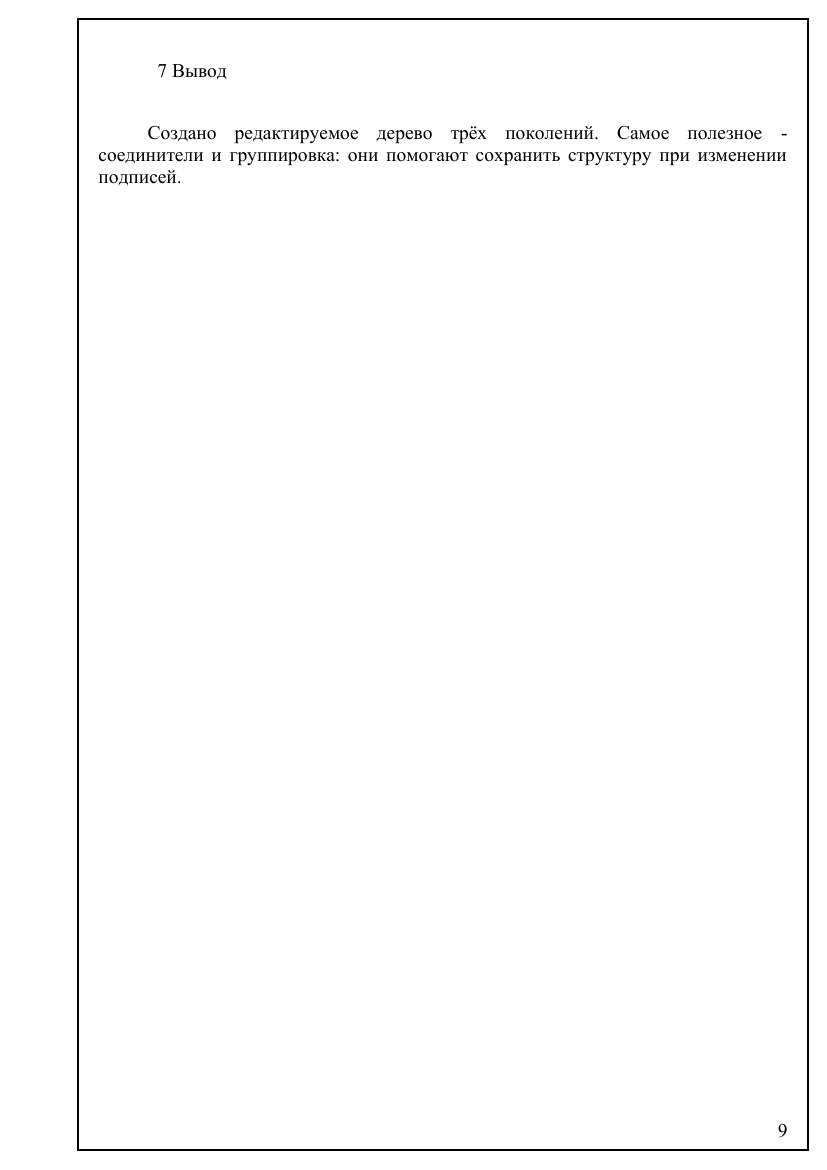 7 Вывод
Создано редактируемое дерево трёх поколений. Самое полезное -
соединители и группировка: они помогают сохранить структуру при изменении
подписей.
9